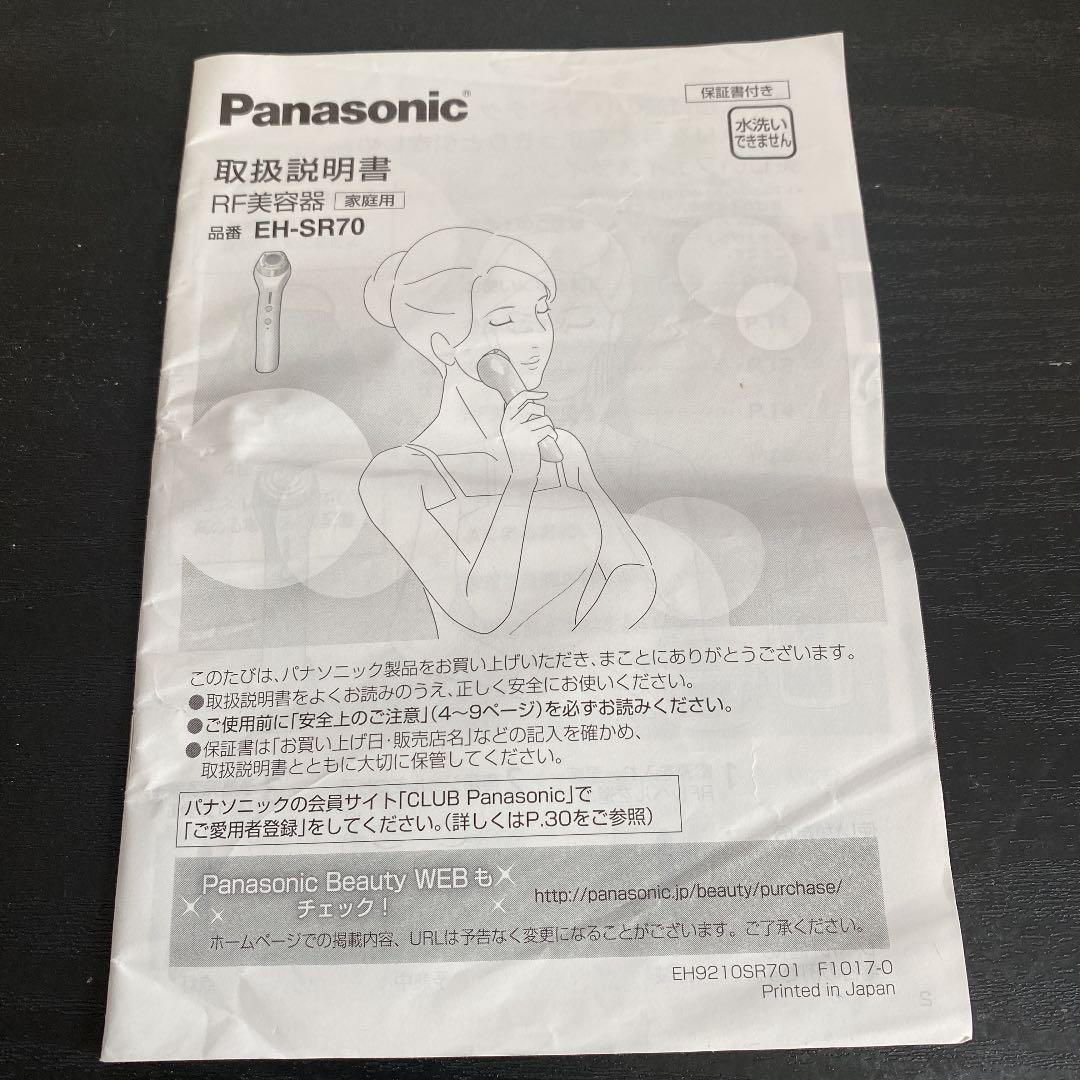 Panasonic®
保証書付き
水洗い
できません
取扱説明書
RF美容器 家庭用
品番 EH-SR70
このたびは、パナソニック製品をお買い上げいただき、まことにありがとうございます。
●取扱説明書をよくお読みのうえ、正しく安全にお使いください。
●ご使用前に「安全上のご注意」(4〜9ページ)を必ずお読みください。
●保証書は「お買い上げ日・販売店名」などの記入を確かめ、
取扱説明書とともに大切に保管してください。
パナソニックの会員サイト「CLUB Panasonic」で
「ご愛用者登録」をしてください。(詳しくはP.30をご参照)
Panasonic Beauty WEBも
チェック!
http://panasonic.jp/beauty/purchase/
ホームページでの掲載内容、URLは予告なく変更になることがございます。ご了承ください。
EH9210SR701 F1017-0
Printed in Japan